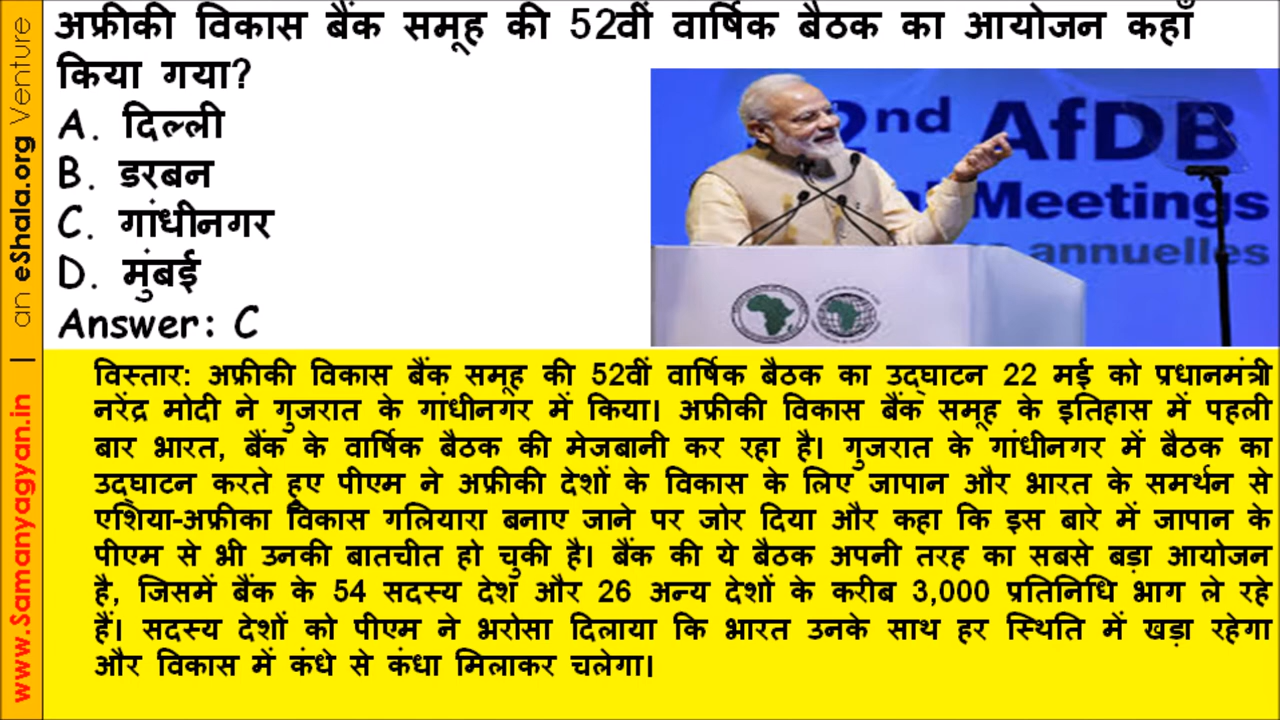 अफ्रीकी विकास बैंक समूह की 52वीं वार्षिक बैठक का आयोजन कहाँ
किया गया?
A. दिल्ली
B. डरबन
C. गांधीनगर
D. मुंबई
Answer: C
2nd AfDB
Meetings
annuelles
विस्तार: अफ्रीकी विकास बैंक समूह की 52वीं वार्षिक बैठक का उद्घाटन 22 मई को प्रधानमंत्री
नरेंद्र मोदी ने गुजरात के गांधीनगर में किया। अफ्रीकी विकास बैंक समूह के इतिहास में पहली
बार भारत, बैंक के वार्षिक बैठक की मेजबानी कर रहा है। गुजरात के गांधीनगर में बैठक का
उद्घाटन करते हुए पीएम ने अफ्रीकी देशों के विकास के लिए जापान और भारत के समर्थन से
एशिया-अफ्रीका विकास गलियारा बनाए जाने पर जोर दिया और कहा कि इस बारे में जापान के
पीएम से भी उनकी बातचीत हो चुकी है। बैंक की ये बैठक अपनी तरह का सबसे बड़ा आयोजन
है, जिसमें बैंक के 54 सदस्य देश और 26 अन्य देशों के करीब 3,000 प्रतिनिधि भाग ले रहे
हैं। सदस्य देशों को पीएम ने भरोसा दिलाया कि भारत उनके साथ हर स्थिति में खड़ा रहेगा
और विकास में कंधे से कंधा मिलाकर चलेगा।
www.Samanyagyan.in | an eShala.org Venture